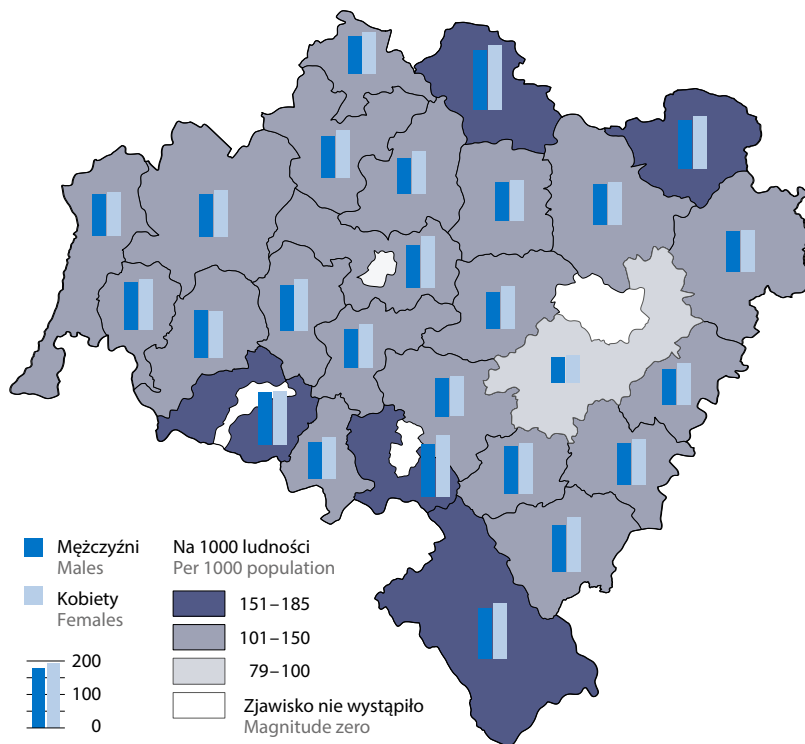 Mężczyźni
Males
Kobiety
Females
200
100
0
Na 1000 ludności
Per 1000 population
151–185
101–150
79–100
Zjawisko nie wystąpiło
Magnitude zero